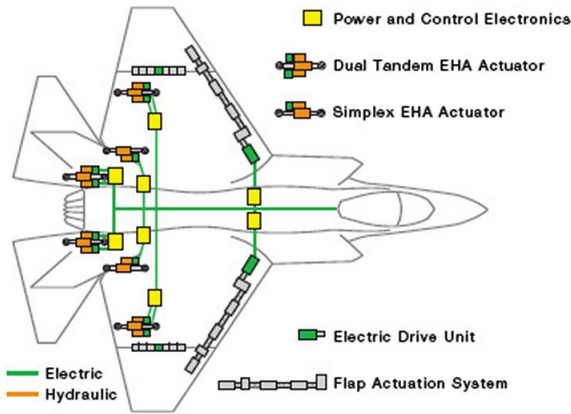 Power and Control Electronics
Dual Tandem EHA Actuator
Simplex EHA Actuator
Electric Drive Unit
Electric
Hydraulic
Flap Actuation System